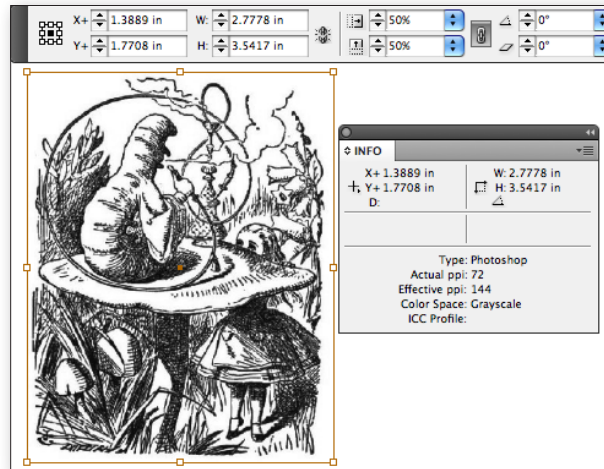 X+ 1.3889 in W: 2.7778 in 50% 0°
Y+ 1.7708 in H: 3.5417 in 50% 0°
INFO
X+ 1.3889 in W: 2.7778 in
Y+ 1.7708 in H: 3.5417 in
D:
Type: Photoshop
Actual ppi: 72
Effective ppi: 144
Color Space: Grayscale
ICC Profile: